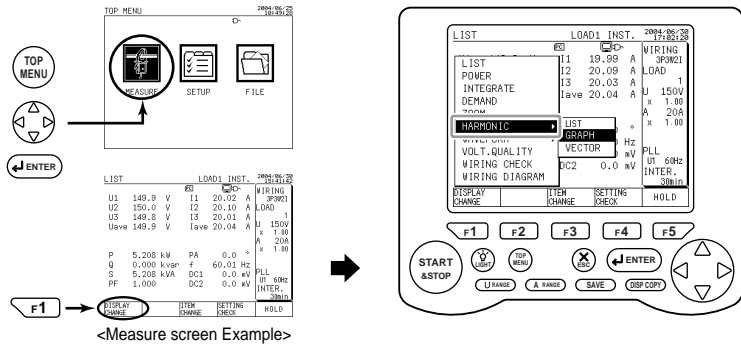 TOP MENU 2004/06/25
10:49:28
TOP
MENU
MEASURE SETUP FILE
ENTER
LIST LOAD1 INST. 2004/06/30
15:41:42
U1 149.9 V I1 20.02 A
U2 150.0 V I2 20.10 A
U3 149.8 V I3 20.01 A
Uave 149.9 V Iave 20.04 A
P 5.208 kW PA 0.0 °
Q 0.000 kvar f 60.01 Hz
S 5.208 kVA DC1 0.0 mV
PF 1.000 DC2 0.0 mV
WIRING
3P3W2I
LOAD
1
U 150V
x 1.00
A 20A
x 1.00
PLL
U1 60Hz
INTER.
30min
F1
DISPLAY CHANGE
ITEM CHANGE
SETTING CHECK
HOLD
<Measure screen Example>
LIST LOAD1 INST. 2004/06/30
17:02:20
I1 19.99 A
I2 20.09 A
I3 20.03 A
Iave 20.04 A
LIST
POWER
INTEGRATE
DEMAND
ZOOM
HARMONIC
WAVEFORM
VOLT.QUALITY
WIRING CHECK
WIRING DIAGRAM
LIST
GRAPH
VECTOR
°
Hz
mV
DC2 0.0 mV
WIRING
3P3W2I
LOAD
1
U 150V
x 1.00
A 20A
x 1.00
PLL
U1 60Hz
INTER.
30min
DISPLAY CHANGE
ITEM CHANGE
SETTING CHECK
HOLD
F1 F2 F3 F4 F5
START
&STOP
LIGHT
TOP
MENU
ESC
ENTER
U RANGE A RANGE SAVE DISP COPY